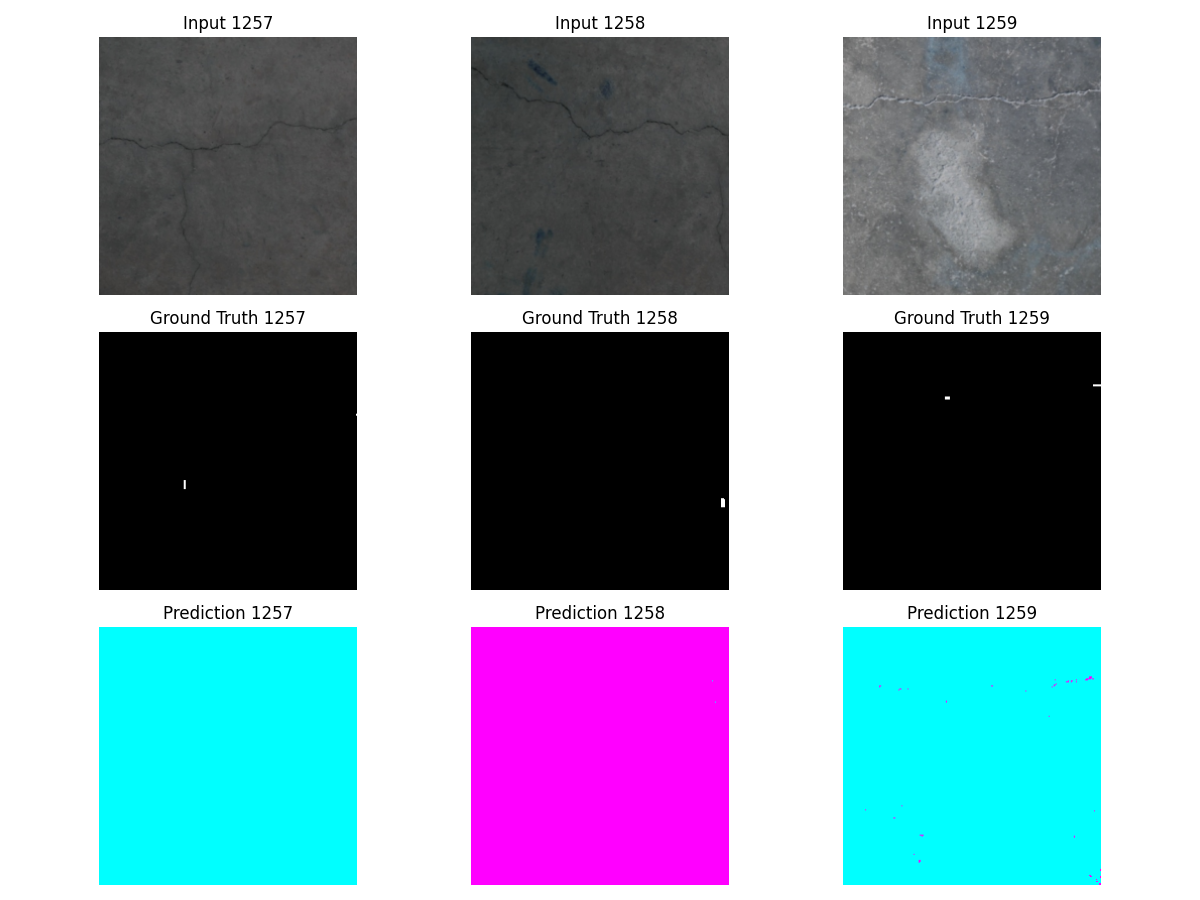 Input 1257
Input 1258
Input 1259
Ground Truth 1257
Ground Truth 1258
Ground Truth 1259
Prediction 1257
Prediction 1258
Prediction 1259